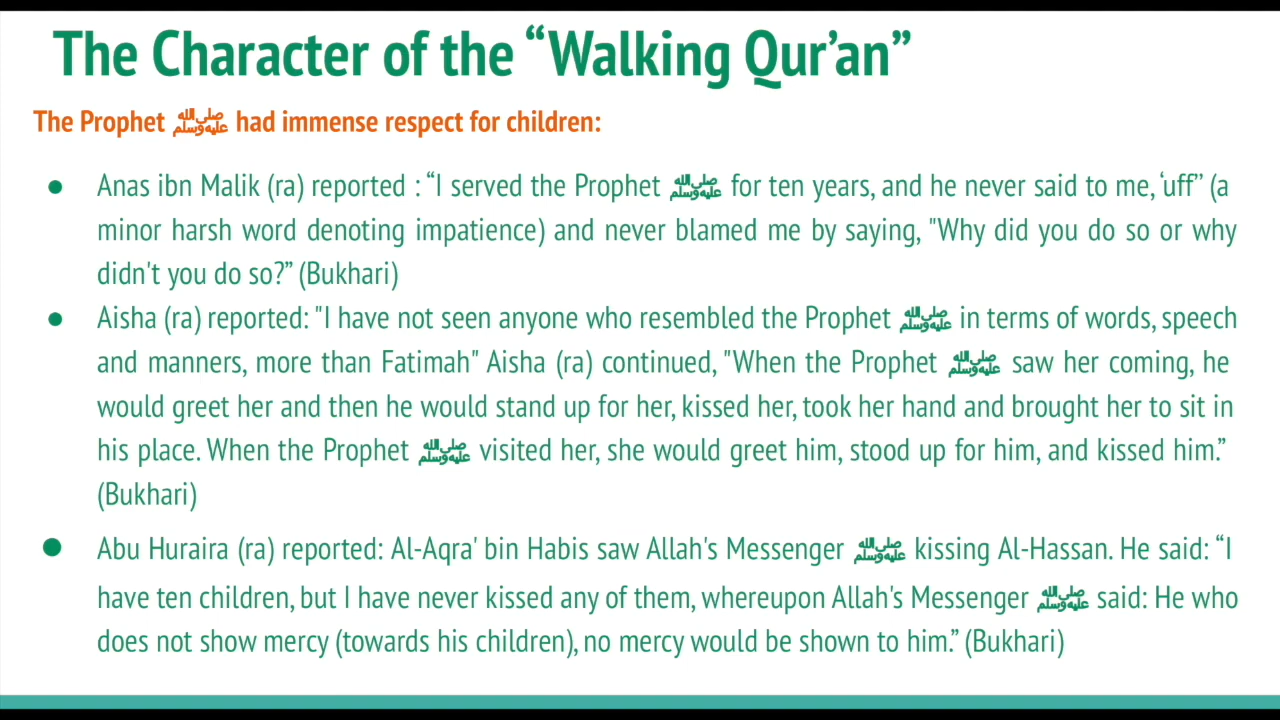 The Character of the “Walking Qur’an”
The Prophet ﷺ had immense respect for children:
● Anas ibn Malik (ra) reported : “I served the Prophet ﷺ for ten years, and he never said to me, ‘uff” (a
minor harsh word denoting impatience) and never blamed me by saying, "Why did you do so or why
didn't you do so?” (Bukhari)
● Aisha (ra) reported: "I have not seen anyone who resembled the Prophet ﷺ in terms of words, speech
and manners, more than Fatimah" Aisha (ra) continued, "When the Prophet ﷺ saw her coming, he
would greet her and then he would stand up for her, kissed her, took her hand and brought her to sit in
his place. When the Prophet ﷺ visited her, she would greet him, stood up for him, and kissed him.”
(Bukhari)
● Abu Huraira (ra) reported: Al-Aqra' bin Habis saw Allah's Messenger ﷺ kissing Al-Hassan. He said: “I
have ten children, but I have never kissed any of them, whereupon Allah's Messenger ﷺ said: He who
does not show mercy (towards his children), no mercy would be shown to him.” (Bukhari)